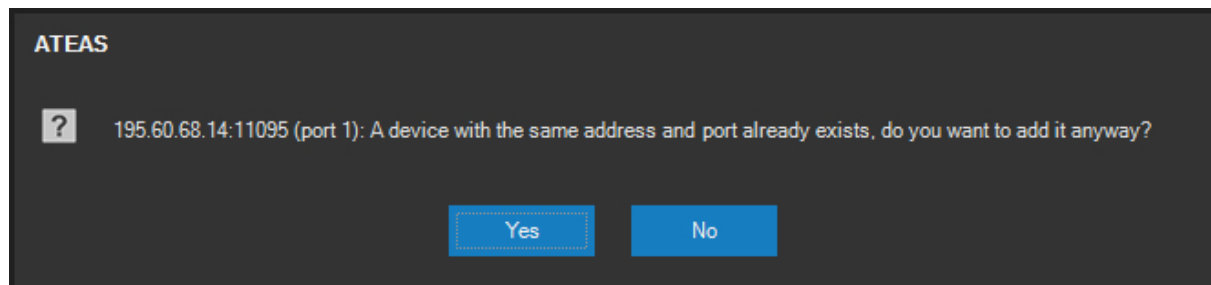 ATEAS
?
195.60.68.14:11095 (port 1): A device with the same address and port already exists, do you want to add it anyway?
Yes
No